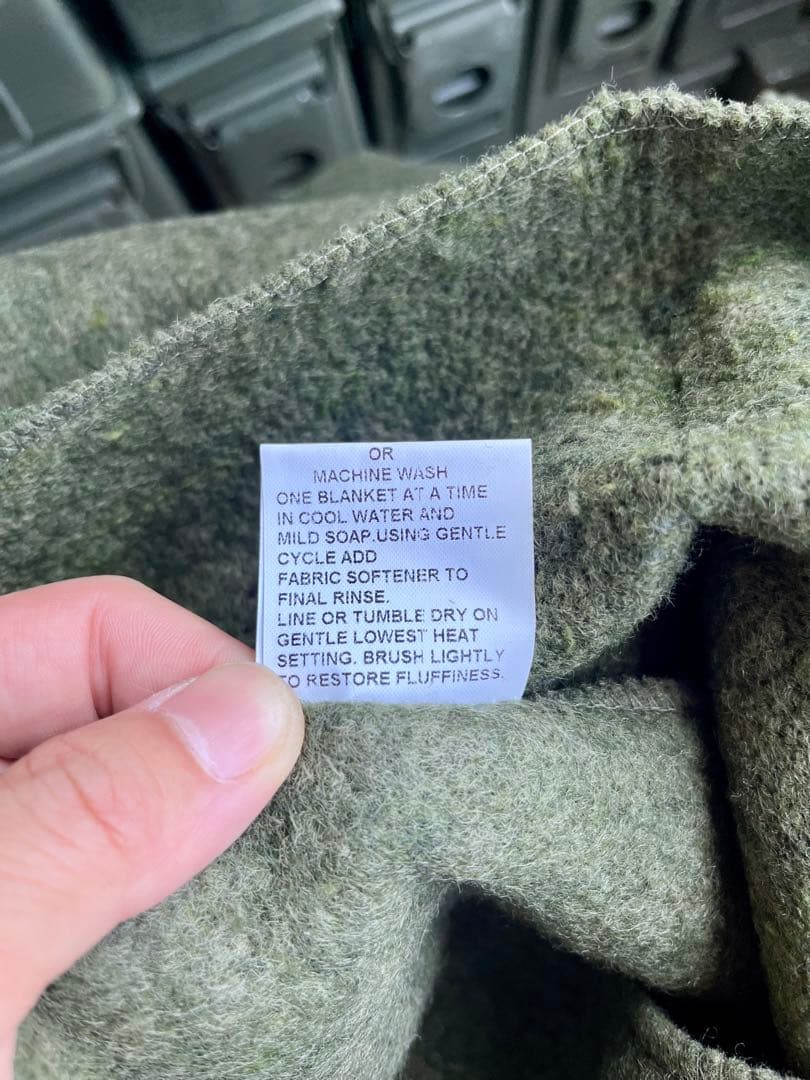 OR
MACHINE WASH
ONE BLANKET AT A TIME
IN COOL WATER AND
MILD SOAP.USING GENTLE
CYCLE ADD
FABRIC SOFTENER TO
FINAL RINSE.
LINE OR TUMBLE DRY ON
GENTLE LOWEST HEAT
SETTING. BRUSH LIGHTLY
TO RESTORE FLUFFINESS.